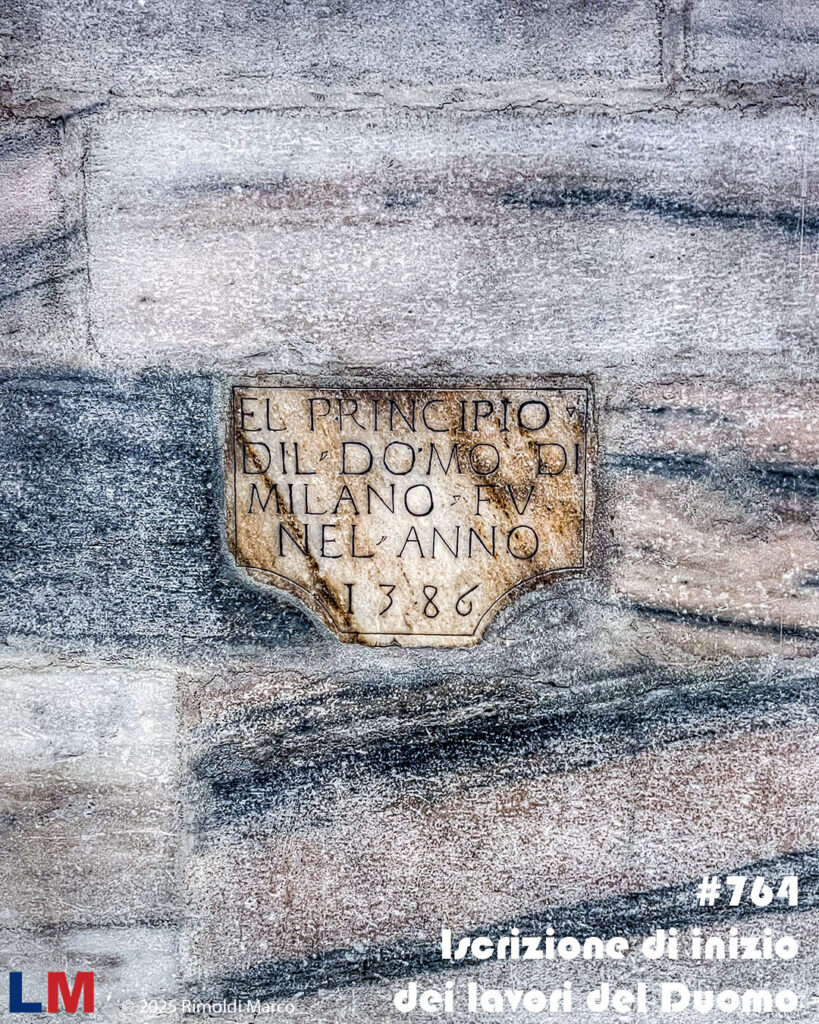 EL PRINCIPIO
DIL DOMO DI
MILANO FV
NEL ANNO
1386
#764
Iscrizione di inizio
dei lavori del Duomo
LM © 2025 Rimoldi Marco